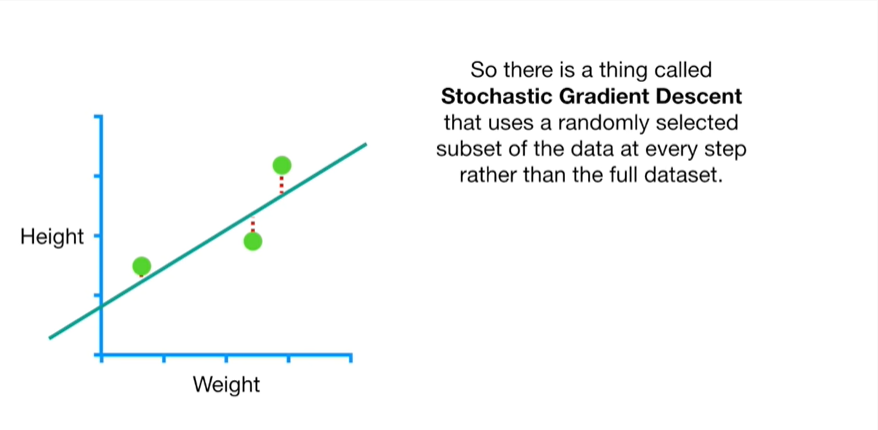 So there is a thing called
Stochastic Gradient Descent
that uses a randomly selected
subset of the data at every step
rather than the full dataset.
Height
Weight